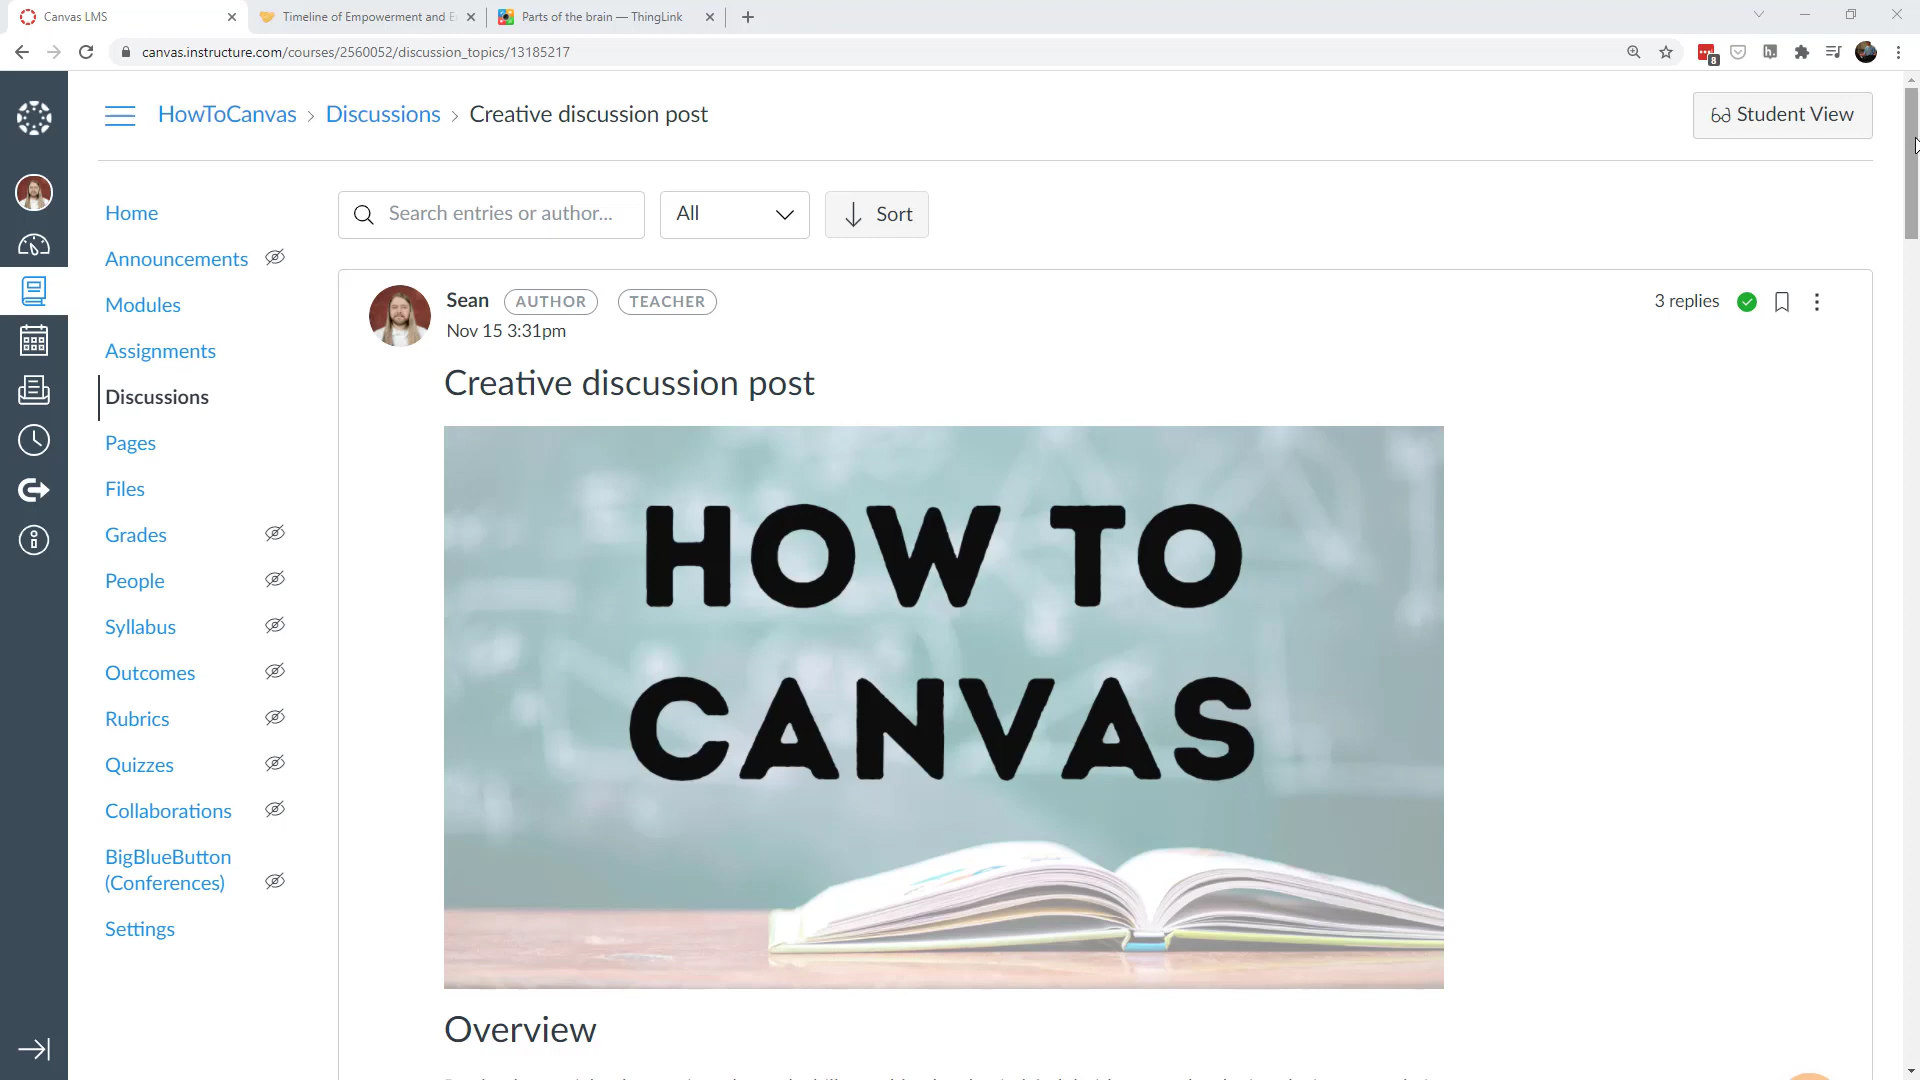 Canvas LMS
Timeline of Empowerment and E
Parts of the brain — ThingLink
canvas.instructure.com/courses/2560052/discussion_topics/13185217
8
HowToCanvas › Discussions › Creative discussion post
Student View
Home
Announcements
Modules
Assignments
Discussions
Pages
Files
Grades
People
Syllabus
Outcomes
Rubrics
Quizzes
Collaborations
BigBlueButton
(Conferences)
Settings
Search entries or author...
All
Sort
Sean AUTHOR TEACHER
Nov 15 3:31pm
3 replies
Creative discussion post
HOW TO
CANVAS
Overview